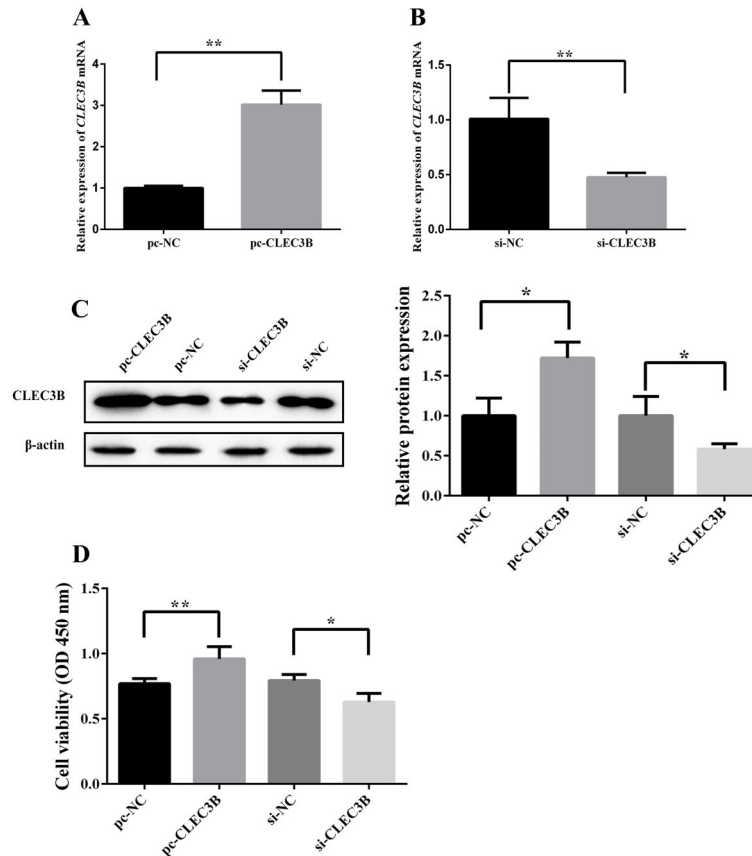 A
Relative expression of CLEC3B mRNA
5
4
3
2
1
0
**
pc-NC
pc-CLEC3B
B
Relative expression of CLEC3B mRNA
1.5
1.0
0.5
0.0
**
si-NC
si-CLEC3B
C
pc-CLEC3B
pc-NC
si-CLEC3B
si-NC
CLEC3B
β-actin
Relative protein expression
2.5
2.0
1.5
1.0
0.5
0.0
*
*
pc-NC
pc-CLEC3B
si-NC
si-CLEC3B
D
Cell viability (OD 450 nm)
1.5
1.0
0.5
0.0
**
*
pc-NC
pc-CLEC3B
si-NC
si-CLEC3B